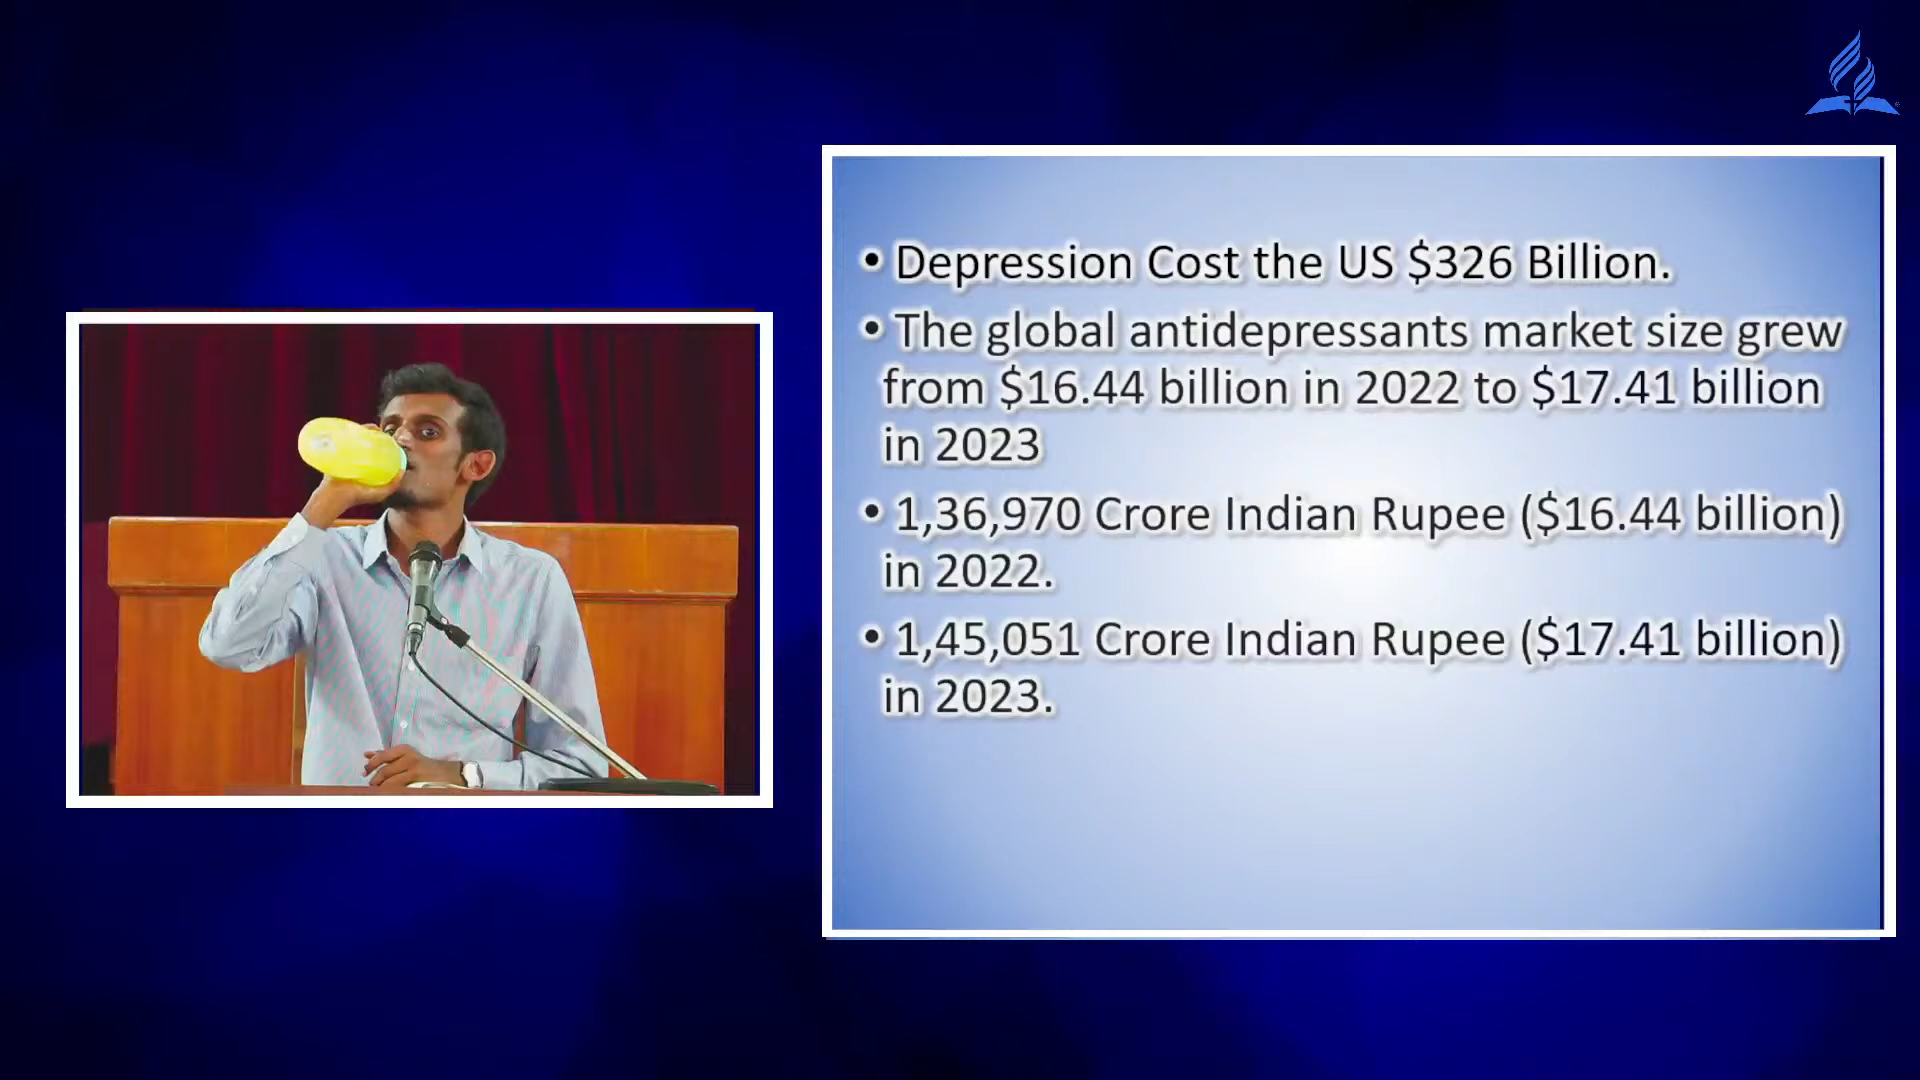 • Depression Cost the US $326 Billion.
• The global antidepressants market size grew
from $16.44 billion in 2022 to $17.41 billion
in 2023
• 1,36,970 Crore Indian Rupee ($16.44 billion)
in 2022.
• 1,45,051 Crore Indian Rupee ($17.41 billion)
in 2023.